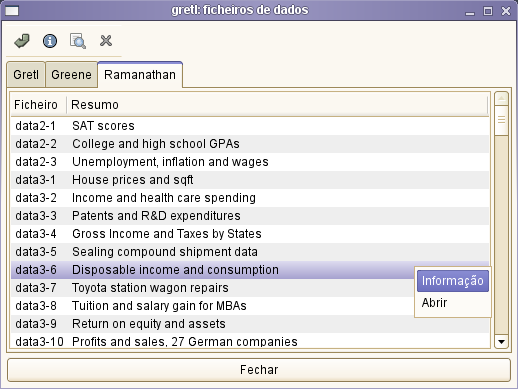 gretl: ficheiros de dados
Gretl Greene Ramanathan
Ficheiro Resumo
data2-1 SAT scores
data2-2 College and high school GPAs
data2-3 Unemployment, inflation and wages
data3-1 House prices and sqft
data3-2 Income and health care spending
data3-3 Patents and R&D expenditures
data3-4 Gross Income and Taxes by States
data3-5 Sealing compound shipment data
data3-6 Disposable income and consumption
Informação
data3-7 Toyota station wagon repairs
data3-8 Tuition and salary gain for MBAs
Abrir
data3-9 Return on equity and assets
data3-10 Profits and sales, 27 German companies
Fechar